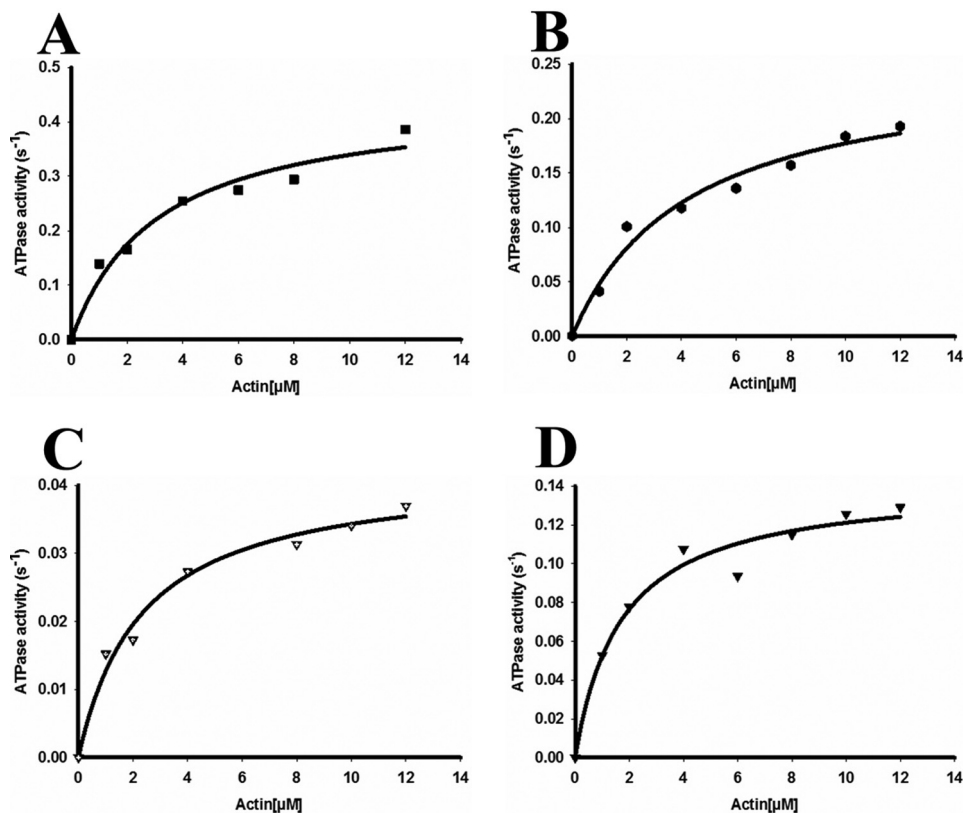 A
ATPase activity (s⁻¹)
0.5
0.4
0.3
0.2
0.1
0.0
0 2 4 6 8 10 12 14
Actin[µM]
B
ATPase activity (s⁻¹)
0.25
0.20
0.15
0.10
0.05
0.00
0 2 4 6 8 10 12 14
Actin[µM]
C
ATPase activity (s⁻¹)
0.04
0.03
0.02
0.01
0.00
0 2 4 6 8 10 12 14
Actin[µM]
D
ATPase activity (s⁻¹)
0.14
0.12
0.10
0.08
0.06
0.04
0.02
0.00
0 2 4 6 8 10 12 14
Actin[µM]